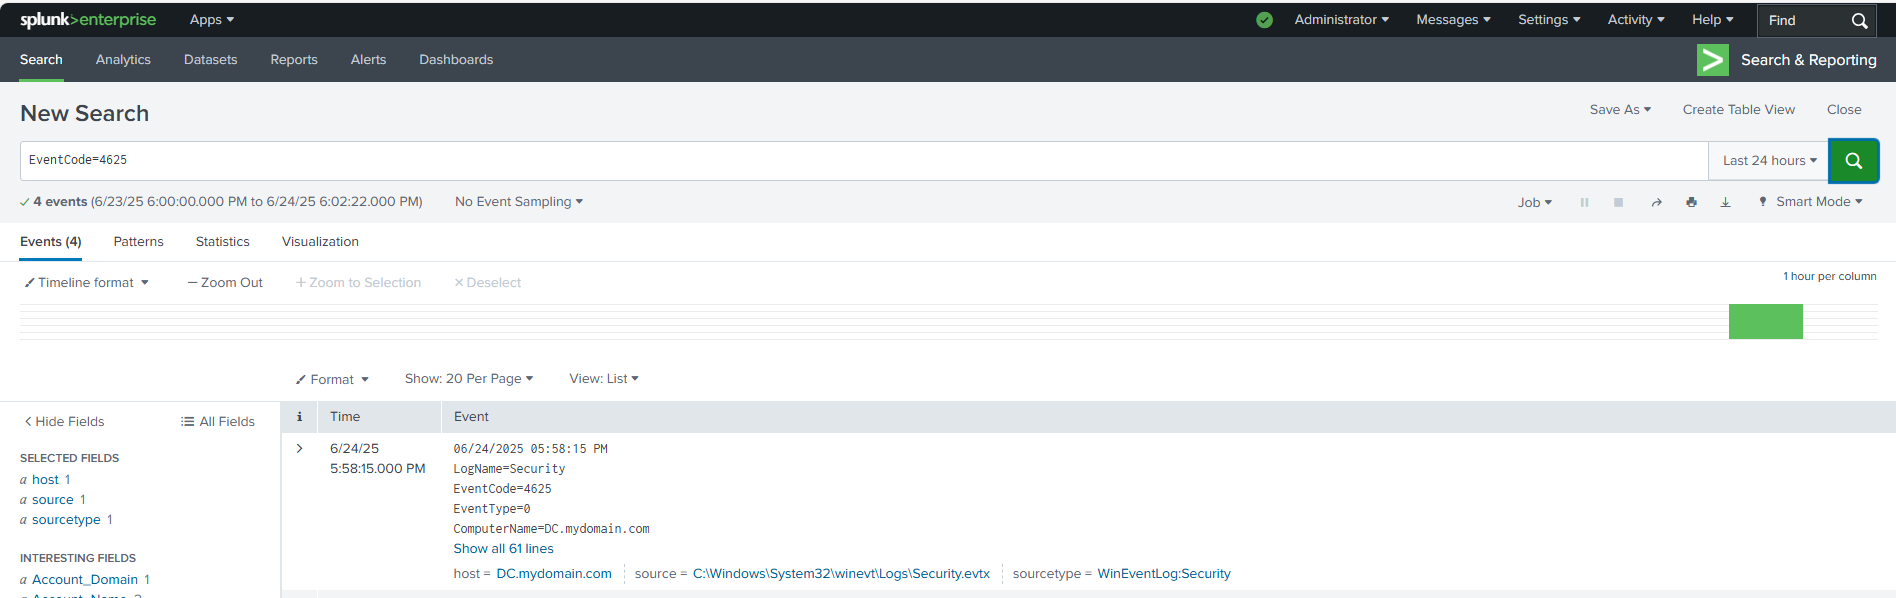 splunk>enterprise Apps Administrator Messages Settings Activity Help Find
Search Analytics Datasets Reports Alerts Dashboards Search & Reporting
New Search Save As Create Table View Close
EventCode=4625 Last 24 hours
4 events (6/23/25 6:00:00.000 PM to 6/24/25 6:02:22.000 PM) No Event Sampling Job Smart Mode
Events (4) Patterns Statistics Visualization
Timeline format — Zoom Out + Zoom to Selection × Deselect 1 hour per column
Format Show: 20 Per Page View: List
< Hide Fields All Fields i Time Event
SELECTED FIELDS
a host 1
a source 1
a sourcetype 1
INTERESTING FIELDS
a Account_Domain 1
a Account_Name 2
> 6/24/25
5:58:15.000 PM
06/24/2025 05:58:15 PM
LogName=Security
EventCode=4625
EventType=0
ComputerName=DC.mydomain.com
Show all 61 lines
host = DC.mydomain.com source = C:\Windows\System32\winevt\Logs\Security.evtx sourcetype = WinEventLog:Security